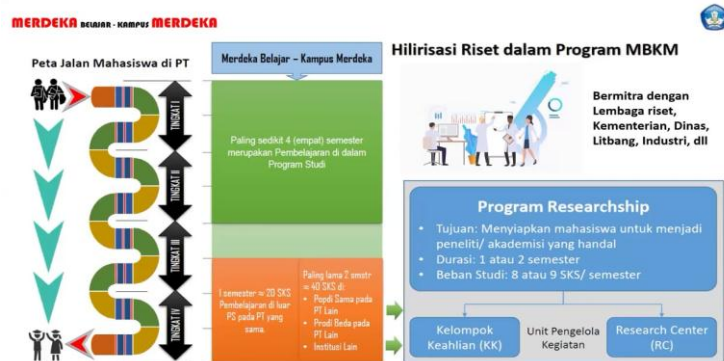 MERDEKA BELAJAR - KAMPUS MERDEKA
Peta Jalan Mahasiswa di PT
TINGKAT I
TINGKAT II
TINGKAT III
TINGKAT IV
Merdeka Belajar – Kampus Merdeka
Paling sedikit 4 (empat) semester
merupakan Pembelajaran di dalam
Program Studi
1 semester ≈ 20 SKS
Pembelajaran di luar
PS pada PT yang
sama.
Paling lama 2 smstr
≈ 40 SKS di:
• Popdi Sama pada
PT Lain
• Prodi Beda pada
PT Lain
• Institusi Lain
Hilirisasi Riset dalam Program MBKM
Bermitra dengan
Lembaga riset,
Kementerian, Dinas,
Litbang, Industri, dll
Program Researchship
• Tujuan: Menyiapkan mahasiswa untuk menjadi
peneliti/ akademisi yang handal
• Durasi: 1 atau 2 semester
• Beban Studi: 8 atau 9 SKS/ semester
Kelompok
Keahlian (KK)
Unit Pengelola
Kegiatan
Research Center
(RC)